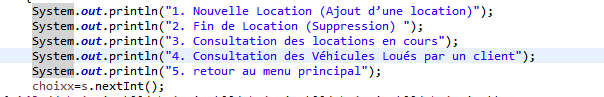 System.out.println("1. Nouvelle Location (Ajout d’une location)");
System.out.println("2. Fin de Location (Suppression) ");
System.out.println("3. Consultation des locations en cours");
System.out.println("4. Consultation des Véhicules Loués par un client");
System.out.println("5. retour au menu principal");
choixx=s.nextInt();